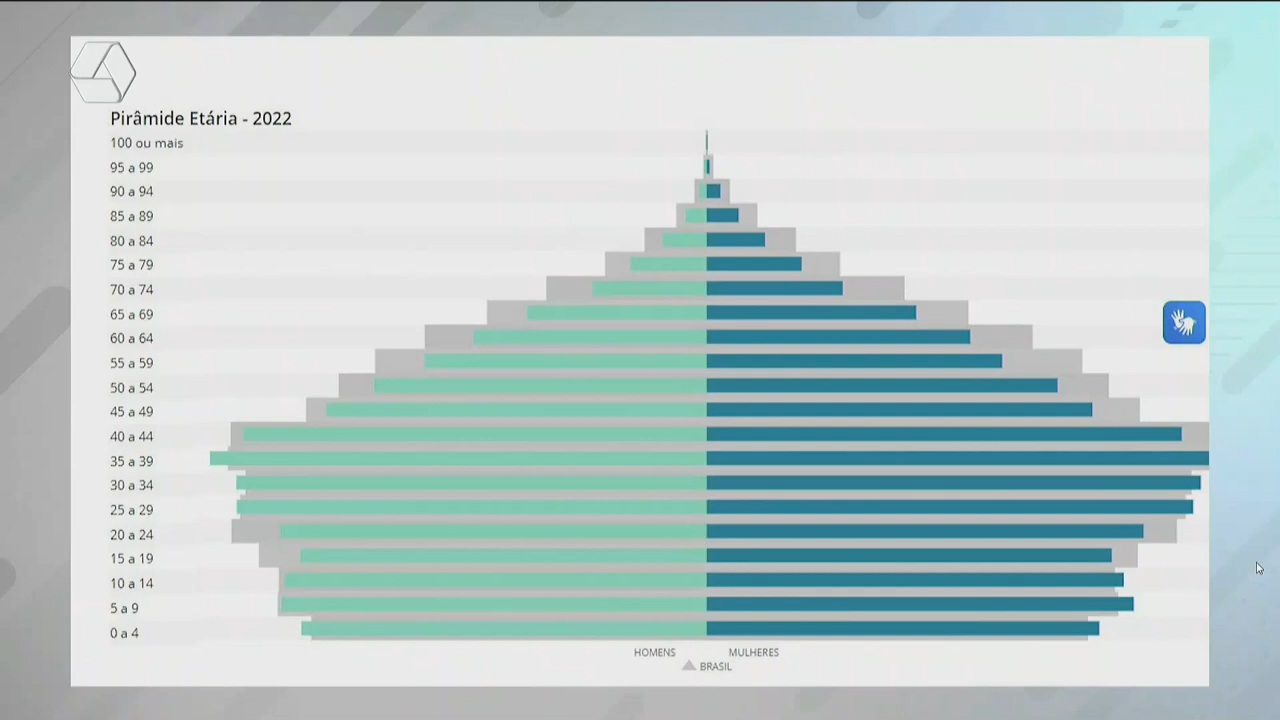 Pirâmide Etária - 2022
100 ou mais
95 a 99
90 a 94
85 a 89
80 a 84
75 a 79
70 a 74
65 a 69
60 a 64
55 a 59
50 a 54
45 a 49
40 a 44
35 a 39
30 a 34
25 a 29
20 a 24
15 a 19
10 a 14
5 a 9
0 a 4
HOMENS MULHERES
BRASIL